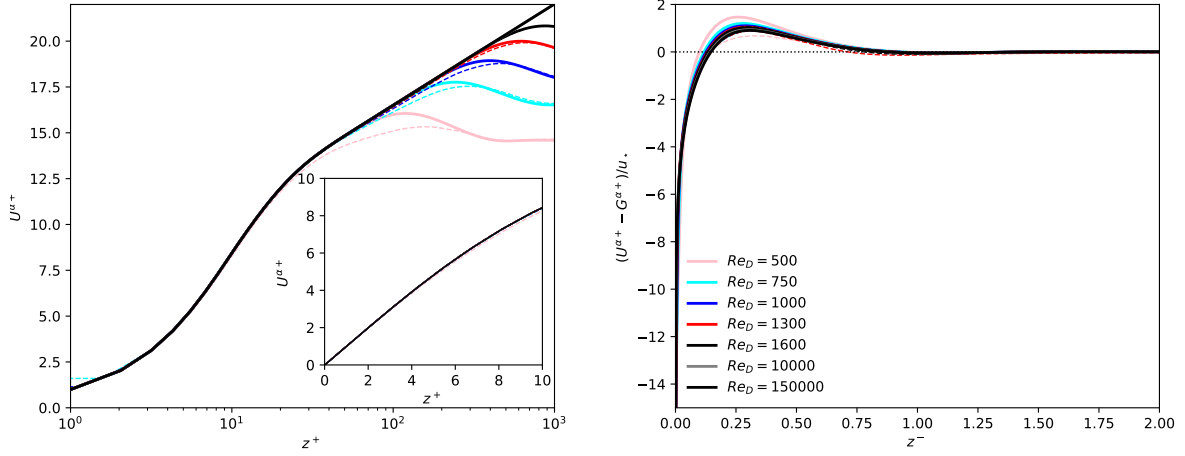 20.0
17.5
15.0
12.5
10.0
7.5
5.0
2.5
0.0
U^{α+}
10^0
10^1
10^2
10^3
z^+
10
8
6
4
2
0
U^{α+}
0 2 4 6 8 10
z^+
2
0
−2
−4
−6
−8
−10
−12
−14
(U^{α+} − G^{α+})/u_⋆
Re_D = 500
Re_D = 750
Re_D = 1000
Re_D = 1300
Re_D = 1600
Re_D = 10000
Re_D = 150000
0.00 0.25 0.50 0.75 1.00 1.25 1.50 1.75 2.00
z^−